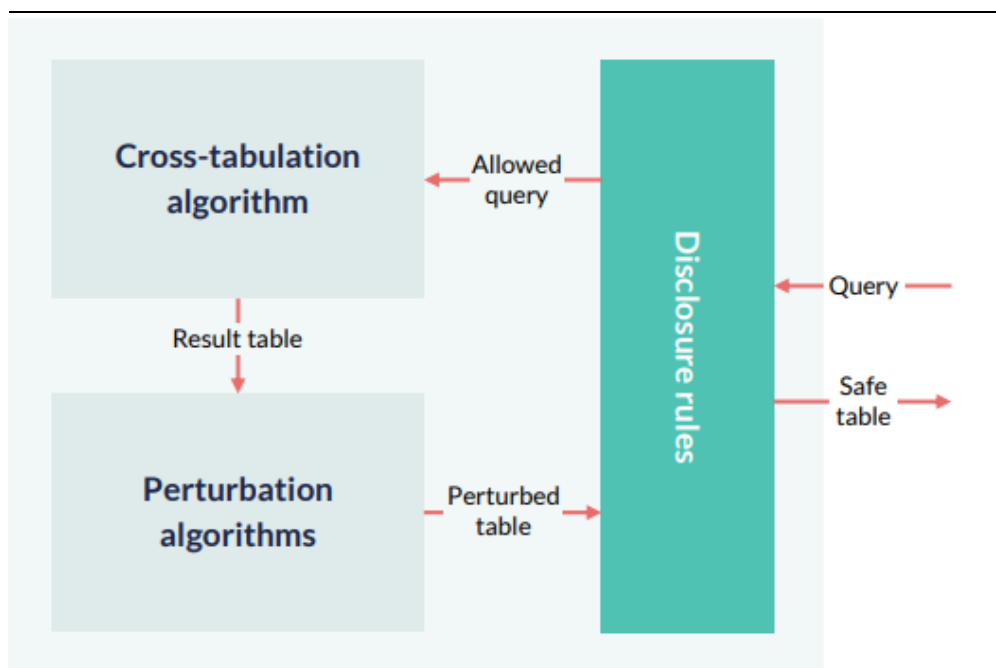 Cross-tabulation
algorithm
Allowed
query
Disclosure rules
Query
Result table
Safe
table
Perturbation
algorithms
Perturbed
table